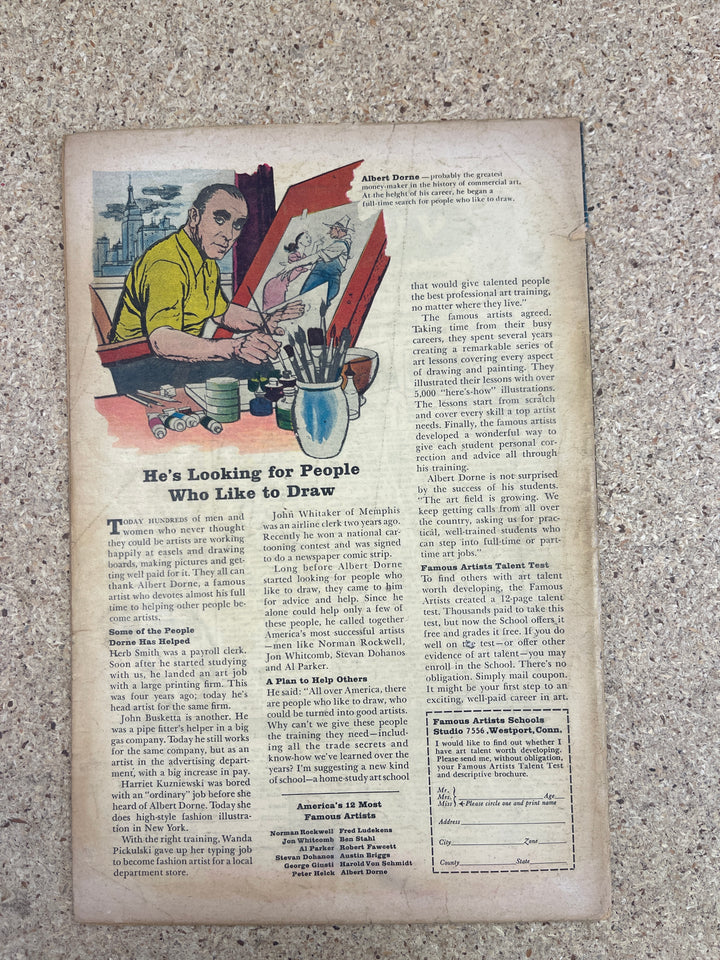 Albert Dorne — probably the greatest
money-maker in the history of commercial art.
At the height of his career, he began a
full-time search for people who like to draw.
He's Looking for People
Who Like to Draw
TODAY HUNDREDS of men and
women who never thought
they could be artists are working
happily at easels and drawing
boards, making pictures and get-
ting well paid for it. They all can
thank Albert Dorne, a famous
artist who devotes almost his full
time to helping other people be-
come artists.
Some of the People
Dorne Has Helped
Herb Smith was a payroll clerk.
Soon after he started studying
with us, he landed an art job
with a large printing firm. This
was four years ago; today he's
head artist for the same firm.
John Busketta is another. He
was a pipe fitter's helper in a big
gas company. Today he still works
for the same company, but as an
artist in the advertising depart-
ment, with a big increase in pay.
Harriet Kuzniewski was bored
with an "ordinary" job before she
heard of Albert Dorne. Today she
does high-style fashion illustra-
tion in New York.
With the right training, Wanda
Pickulski gave up her typing job
to become fashion artist for a local
department store.
John Whitaker of Memphis
was an airline clerk two years ago.
Recently he won a national car-
tooning contest and was signed
to do a newspaper comic strip.
Long before Albert Dorne
started looking for people who
like to draw, they came to him
for advice and help. Since he
alone could help only a few of
these people, he called together
America's most successful artists
—men like Norman Rockwell,
Jon Whitcomb, Stevan Dohanos
and Al Parker.
A Plan to Help Others
He said: "All over America, there
are people who like to draw, who
could be turned into good artists.
Why can't we give these people
the training they need—includ-
ing all the trade secrets and
know-how we've learned over the
years? I'm suggesting a new kind
of school—a home-study art school
America's 12 Most
Famous Artists
Norman Rockwell Fred Ludekens
Jon Whitcomb Ben Stahl
Al Parker Robert Fawcett
Stevan Dohanos Austin Briggs
George Giusti Harold Von Schmidt
Peter Helck Albert Dorne
that would give talented people
the best professional art training,
no matter where they live."
The famous artists agreed.
Taking time from their busy
careers, they spent several years
creating a remarkable series of
art lessons covering every aspect
of drawing and painting. They
illustrated their lessons with over
5,000 "here's-how" illustrations.
The lessons start from scratch
and cover every skill a top artist
needs. Finally, the famous artists
developed a wonderful way to
give each student personal cor-
rection and advice all through
his training.
Albert Dorne is not surprised
by the success of his students.
"The art field is growing. We
keep getting calls from all over
the country, asking us for prac-
tical, well-trained students who
can step into full-time or part-
time art jobs."
Famous Artists Talent Test
To find others with art talent
worth developing, the Famous
Artists created a 12-page talent
test. Thousands paid to take this
test, but now the School offers it
free and grades it free. If you do
well on the test—or offer other
evidence of art talent—you may
enroll in the School. There's no
obligation. Simply mail coupon.
It might be your first step to an
exciting, well-paid career in art.
Famous Artists Schools
Studio 7556, Westport, Conn.
I would like to find out whether I
have art talent worth developing.
Please send me, without obligation,
your Famous Artists Talent Test
and descriptive brochure.
Mr.
Mrs. Age
Miss Please circle one and print name
Address
City Zone
County State